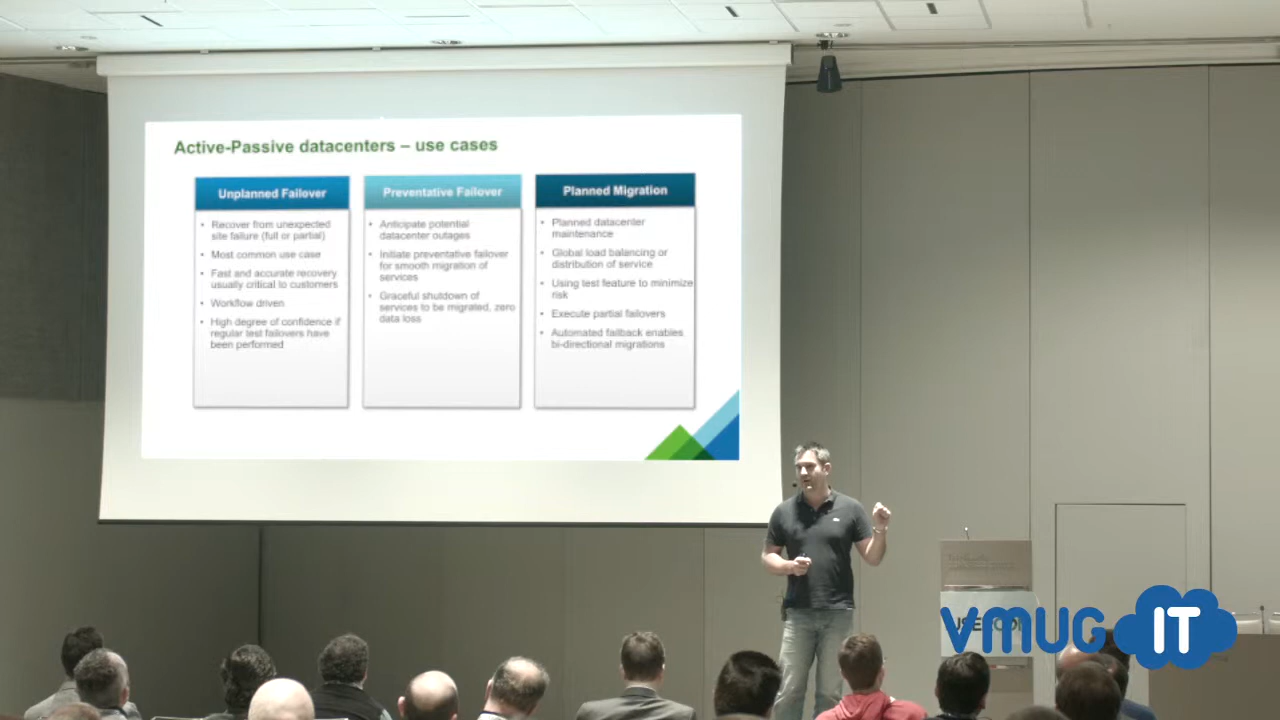 Active-Passive datacenters – use cases
Unplanned Failover
• Recover from unexpected
site failure (full or partial)
• Most common use case
• Fast and accurate recovery
usually critical to customers
• Workflow driven
• High degree of confidence if
regular test failovers have
been performed
Preventative Failover
• Anticipate potential
datacenter outages
• Initiate preventative failover
for smooth migration of
services
• Graceful shutdown of
services to be migrated, zero
data loss
Planned Migration
• Planned datacenter
maintenance
• Global load balancing or
distribution of service
• Using test feature to minimize
risk
• Execute partial failovers
• Automated failback enables
bi-directional migrations
vmUG IT